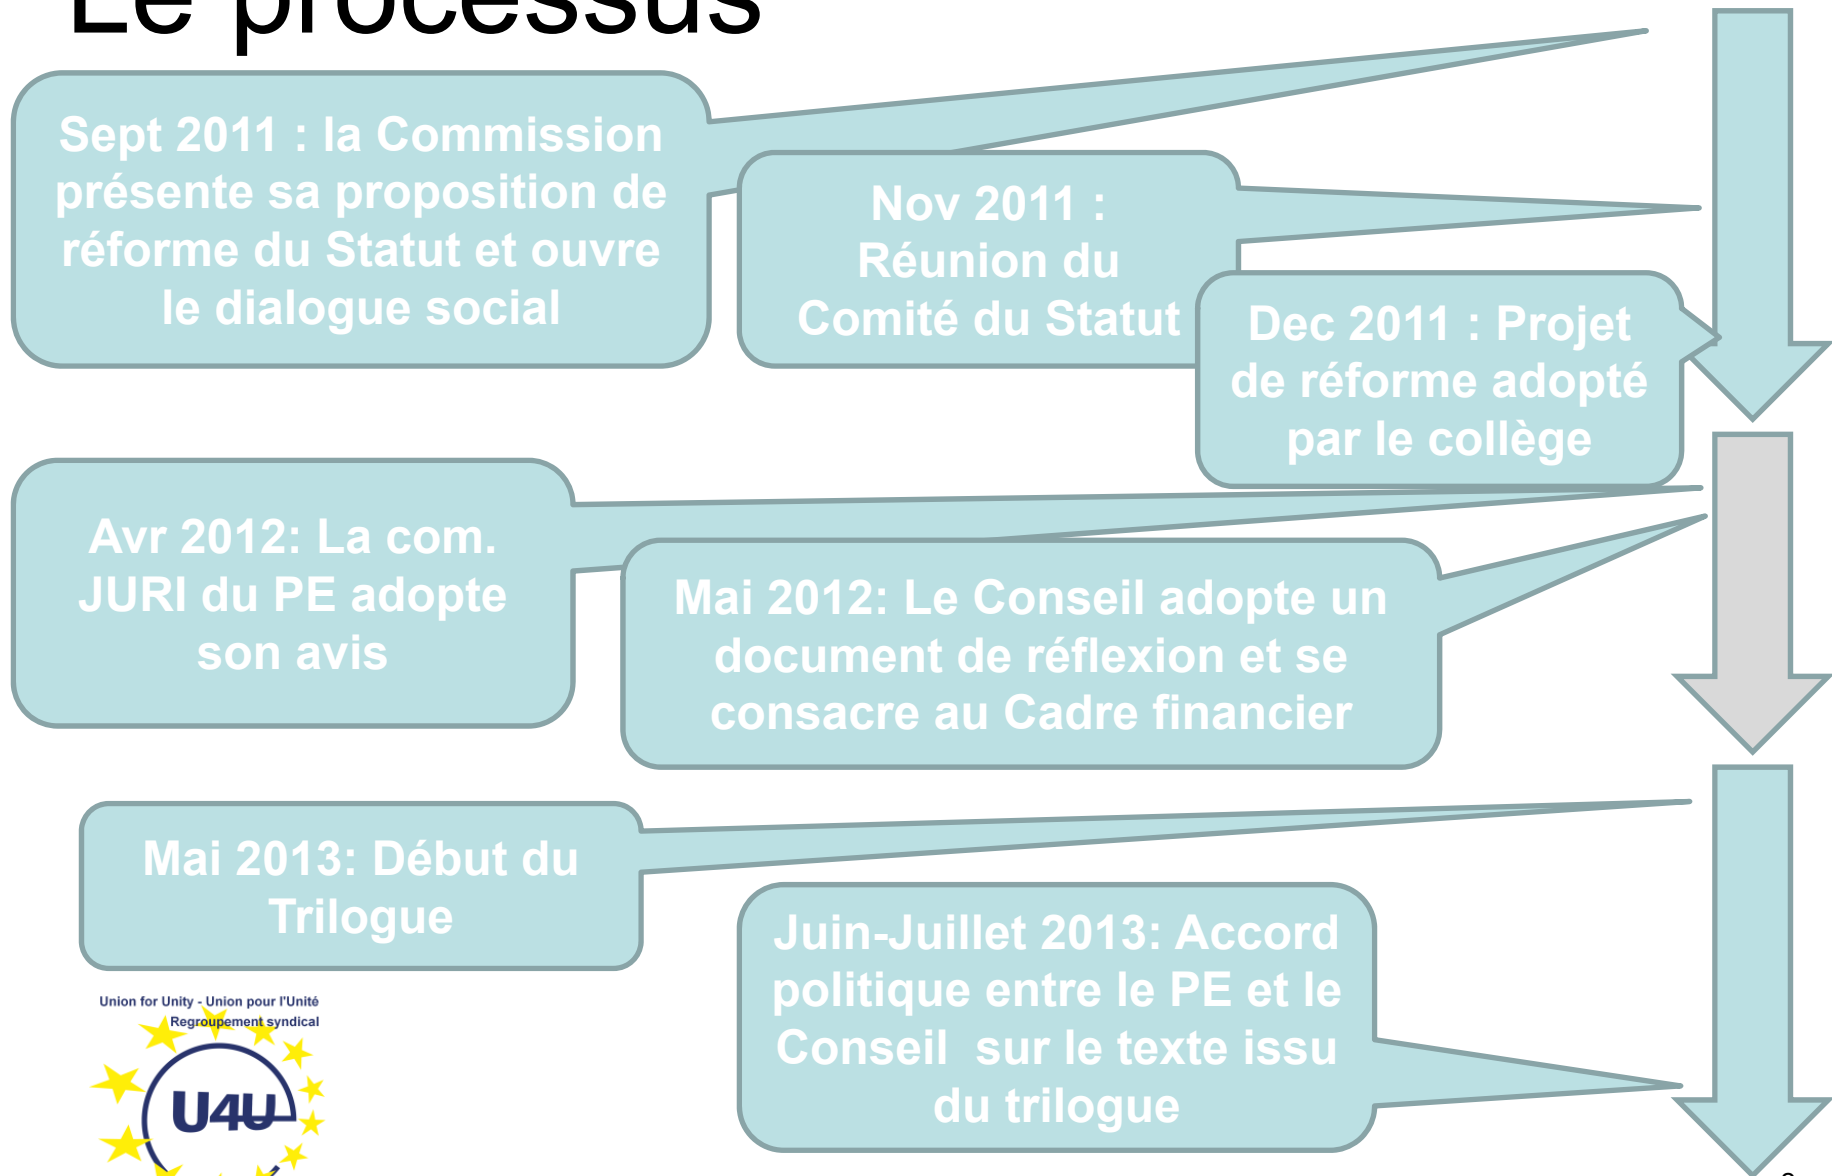 Le processus
Sept 2011 : la Commission
présente sa proposition de
réforme du Statut et ouvre
le dialogue social
Nov 2011 :
Réunion du
Comité du Statut
Dec 2011 : Projet
de réforme adopté
par le collège
Avr 2012: La com.
JURI du PE adopte
son avis
Mai 2012: Le Conseil adopte un
document de réflexion et se
consacre au Cadre financier
Mai 2013: Début du
Trilogue
Juin-Juillet 2013: Accord
politique entre le PE et le
Conseil  sur le texte issu
du trilogue
Union for Unity - Union pour l'Unité
Regroupement syndical
U4U